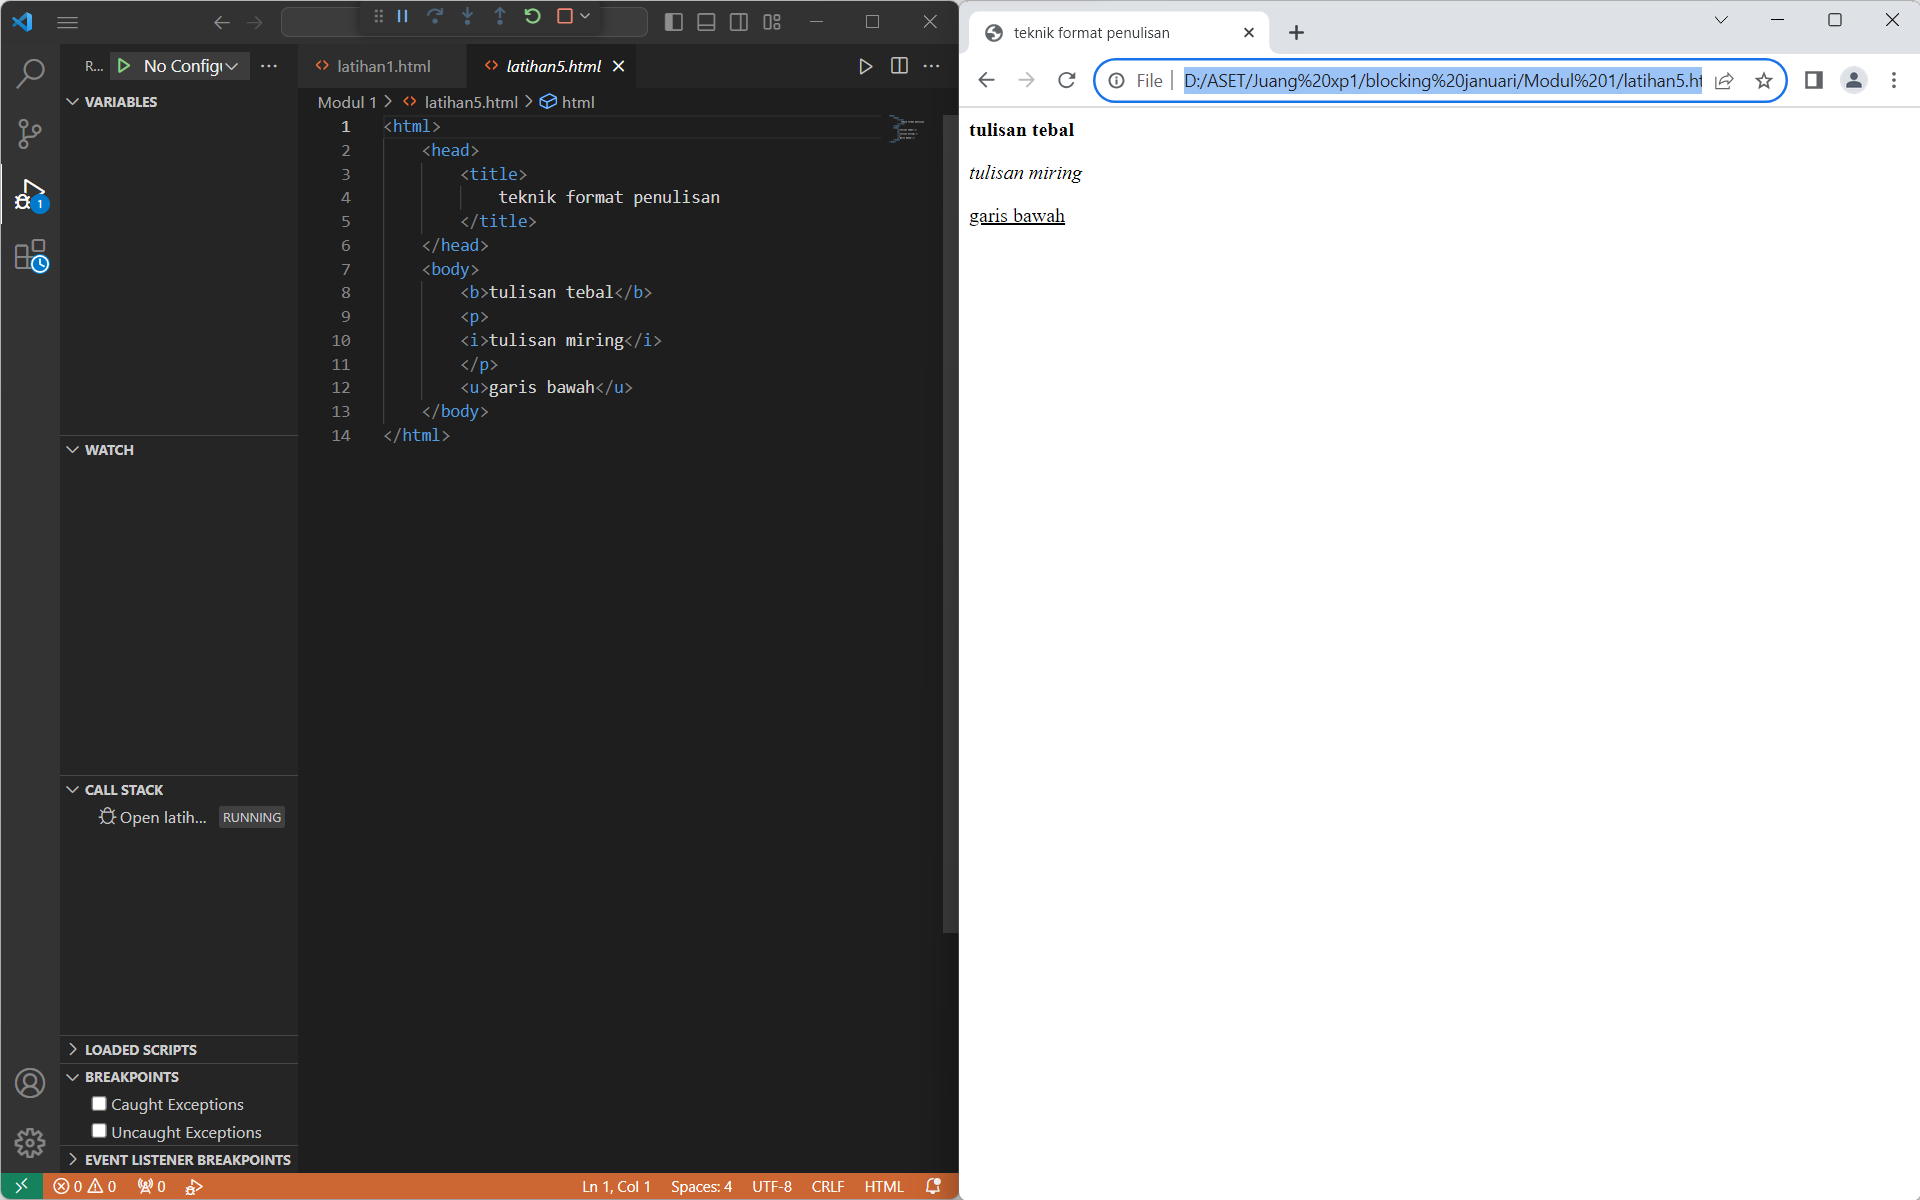 R... No Config
VARIABLES
WATCH
CALL STACK
Open latih... RUNNING
LOADED SCRIPTS
BREAKPOINTS
Caught Exceptions
Uncaught Exceptions
EVENT LISTENER BREAKPOINTS
latihan1.html latihan5.html
Modul 1 > latihan5.html > html
1 <html>
2 <head>
3 <title>
4 teknik format penulisan
5 </title>
6 </head>
7 <body>
8 <b>tulisan tebal</b>
9 <p>
10 <i>tulisan miring</i>
11 </p>
12 <u>garis bawah</u>
13 </body>
14 </html>
1
0 0 0 Ln 1, Col 1 Spaces: 4 UTF-8 CRLF HTML
teknik format penulisan
File D:/ASET/Juang%20xp1/blocking%20januari/Modul%201/latihan5.ht
tulisan tebal
tulisan miring
garis bawah